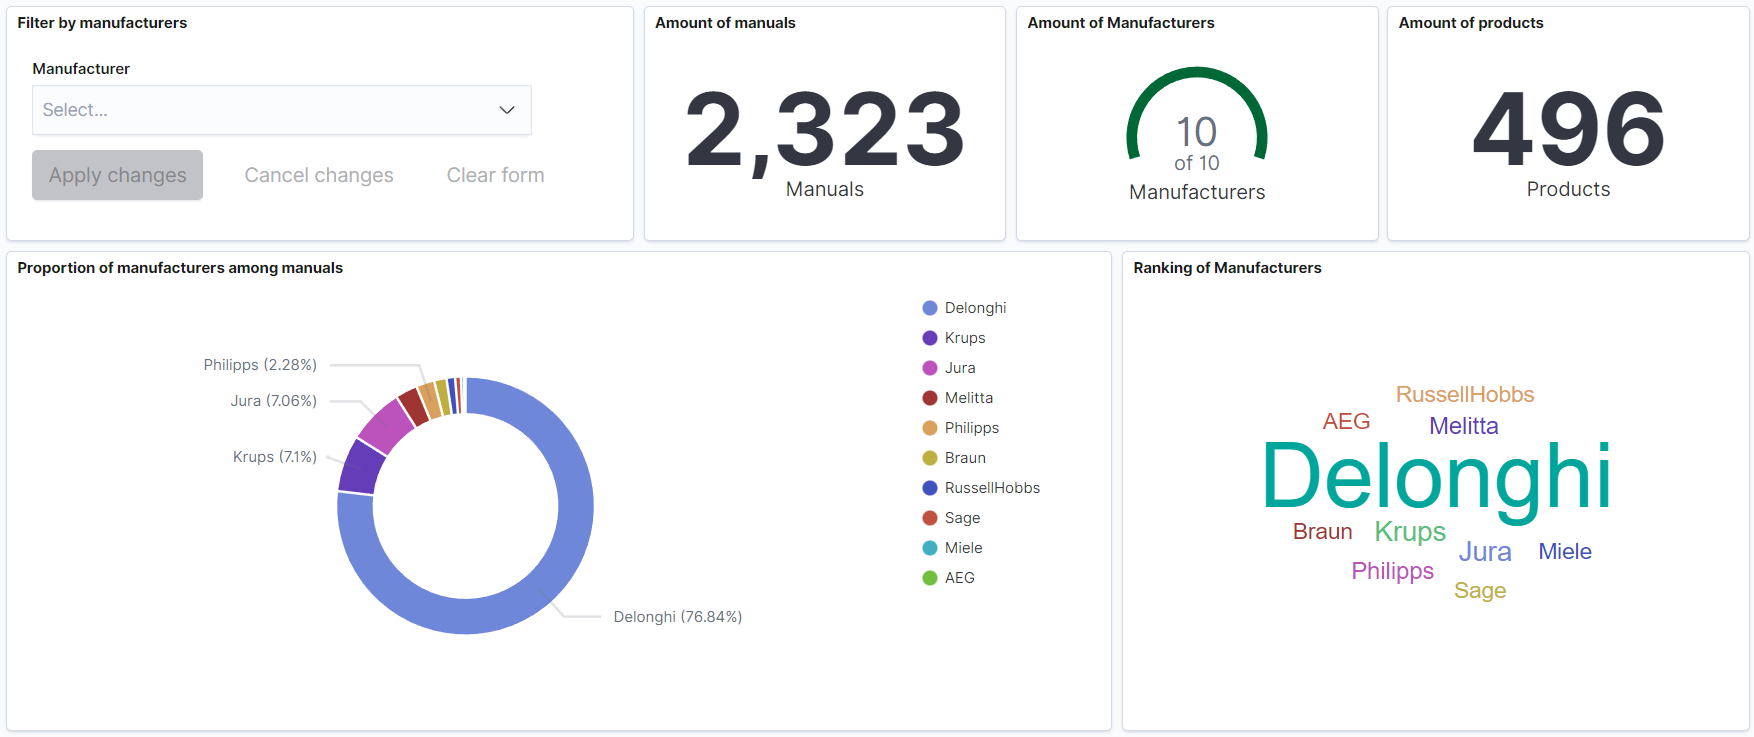 Filter by manufacturers
Manufacturer
Select...
Apply changes
Cancel changes
Clear form
Amount of manuals
2,323
Manuals
Amount of Manufacturers
10
of 10
Manufacturers
Amount of products
496
Products
Proportion of manufacturers among manuals
Philipps (2.28%)
Jura (7.06%)
Krups (7.1%)
Delonghi (76.84%)
Delonghi
Krups
Jura
Melitta
Philipps
Braun
RussellHobbs
Sage
Miele
AEG
Ranking of Manufacturers
RussellHobbs
AEG
Melitta
Delonghi
Braun
Krups
Jura
Miele
Philipps
Sage